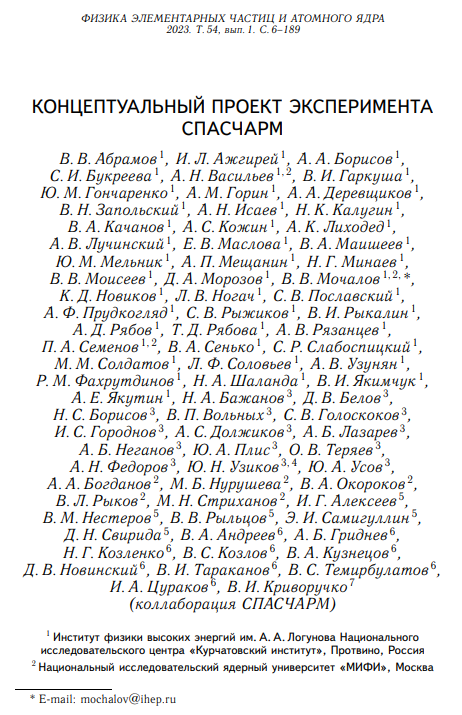 ФИЗИКА ЭЛЕМЕНТАРНЫХ ЧАСТИЦ И АТОМНОГО ЯДРА
2023. Т. 54, вып. 1. С. 6–189
КОНЦЕПТУАЛЬНЫЙ ПРОЕКТ ЭКСПЕРИМЕНТА
СПАСЧАРМ
В. В. Абрамов 1, И. Л. Ажгирей 1, А. А. Борисов 1,
С. И. Букреева 1, А. Н. Васильев 1,2, В. И. Гаркуша 1,
Ю. М. Гончаренко 1, А. М. Горин 1, А. А. Деревщиков 1,
В. Н. Запольский 1, А. Н. Исаев 1, Н. К. Калугин 1,
В. А. Качанов 1, А. С. Кожин 1, А. К. Лиходед 1,
А. В. Лучинский 1, Е. В. Маслова 1, В. А. Маишеев 1,
Ю. М. Мельник 1, А. П. Мещанин 1, Н. Г. Минаев 1,
В. В. Моисеев 1, Д. А. Морозов 1, В. В. Мочалов 1,2,*,
К. Д. Новиков 1, Л. В. Ногач 1, С. В. Пославский 1,
А. Ф. Прудкогляд 1, С. В. Рыжиков 1, В. И. Рыкалин 1,
А. Д. Рябов 1, Т. Д. Рябова 1, А. В. Рязанцев 1,
П. А. Семенов 1,2, В. А. Сенько 1, С. Р. Слабоспицкий 1,
М. М. Солдатов 1, Л. Ф. Соловьев 1, А. В. Узунян 1,
Р. М. Фахрутдинов 1, Н. А. Шаланда 1, В. И. Якимчук 1,
А. Е. Якутин 1, Н. А. Бажанов 3, Д. В. Белов 3,
Н. С. Борисов 3, В. П. Вольных 3, С. В. Голоскоков 3,
И. С. Городнов 3, А. С. Должиков 3, А. Б. Лазарев 3,
А. Б. Неганов 3, Ю. А. Плис 3, О. В. Теряев 3,
А. Н. Федоров 3, Ю. Н. Узиков 3,4, Ю. А. Усов 3,
А. А. Богданов 2, М. Б. Нурушева 2, В. А. Окороков 2,
В. Л. Рыков 2, М. Н. Стриханов 2, И. Г. Алексеев 5,
В. М. Нестеров 5, В. В. Рыльцов 5, Э. И. Самигуллин 5,
Д. Н. Свирида 5, В. А. Андреев 6, А. Б. Гриднев 6,
Н. Г. Козленко 6, В. С. Козлов 6, В. А. Кузнецов 6,
Д. В. Новинский 6, В. И. Тараканов 6, В. С. Темирбулатов 6,
И. А. Цураков 6, В. И. Криворучко 7
(коллаборация СПАСЧАРМ)
1 Институт физики высоких энергий им. А. А. Логунова Национального
исследовательского центра «Курчатовский институт», Протвино, Россия
2 Национальный исследовательский ядерный университет «МИФИ», Москва
* E-mail: mochalov@ihep.ru